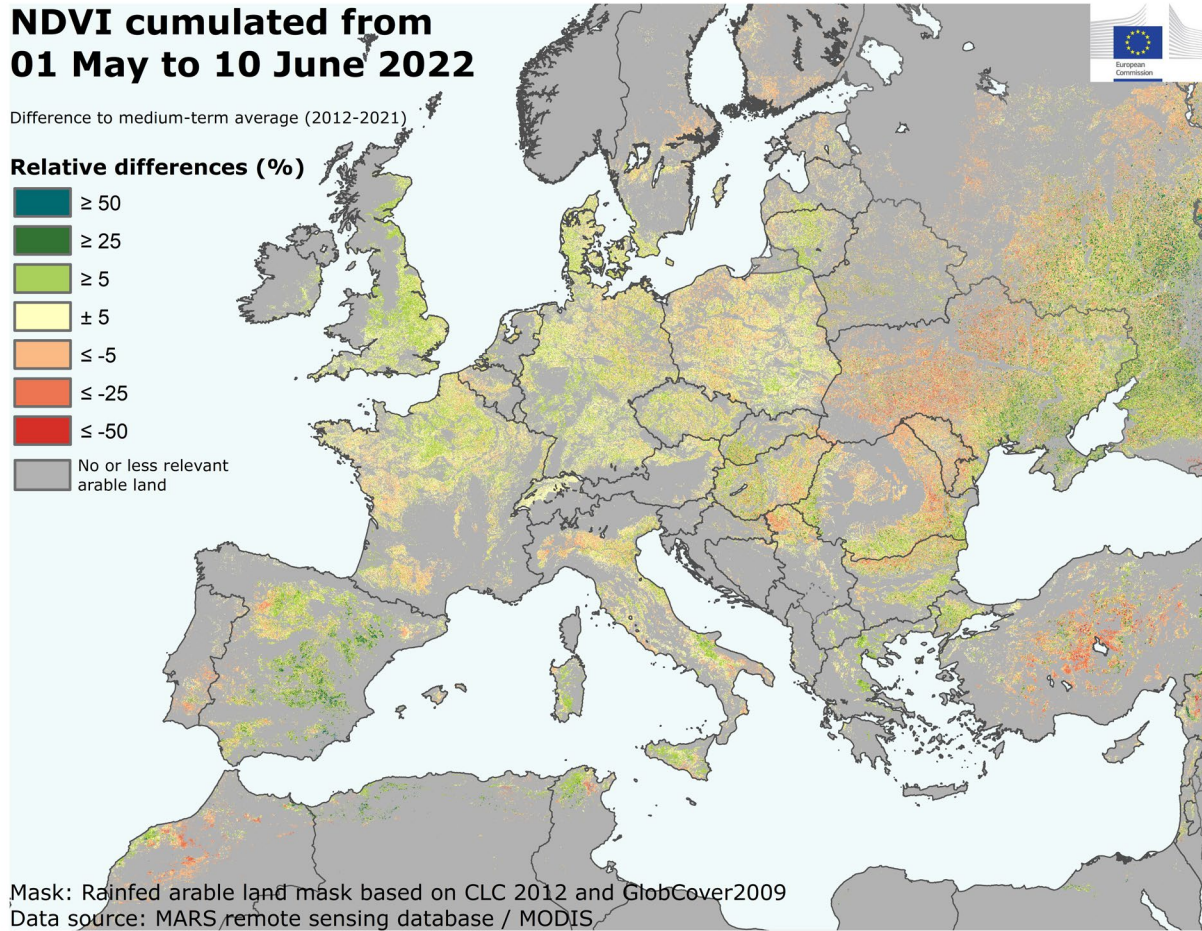 NDVI cumulated from
01 May to 10 June 2022
European
Commission
Difference to medium-term average (2012-2021)
Relative differences (%)
≥ 50
≥ 25
≥ 5
± 5
≤ -5
≤ -25
≤ -50
No or less relevant
arable land
Mask: Rainfed arable land mask based on CLC 2012 and GlobCover2009
Data source: MARS remote sensing database / MODIS